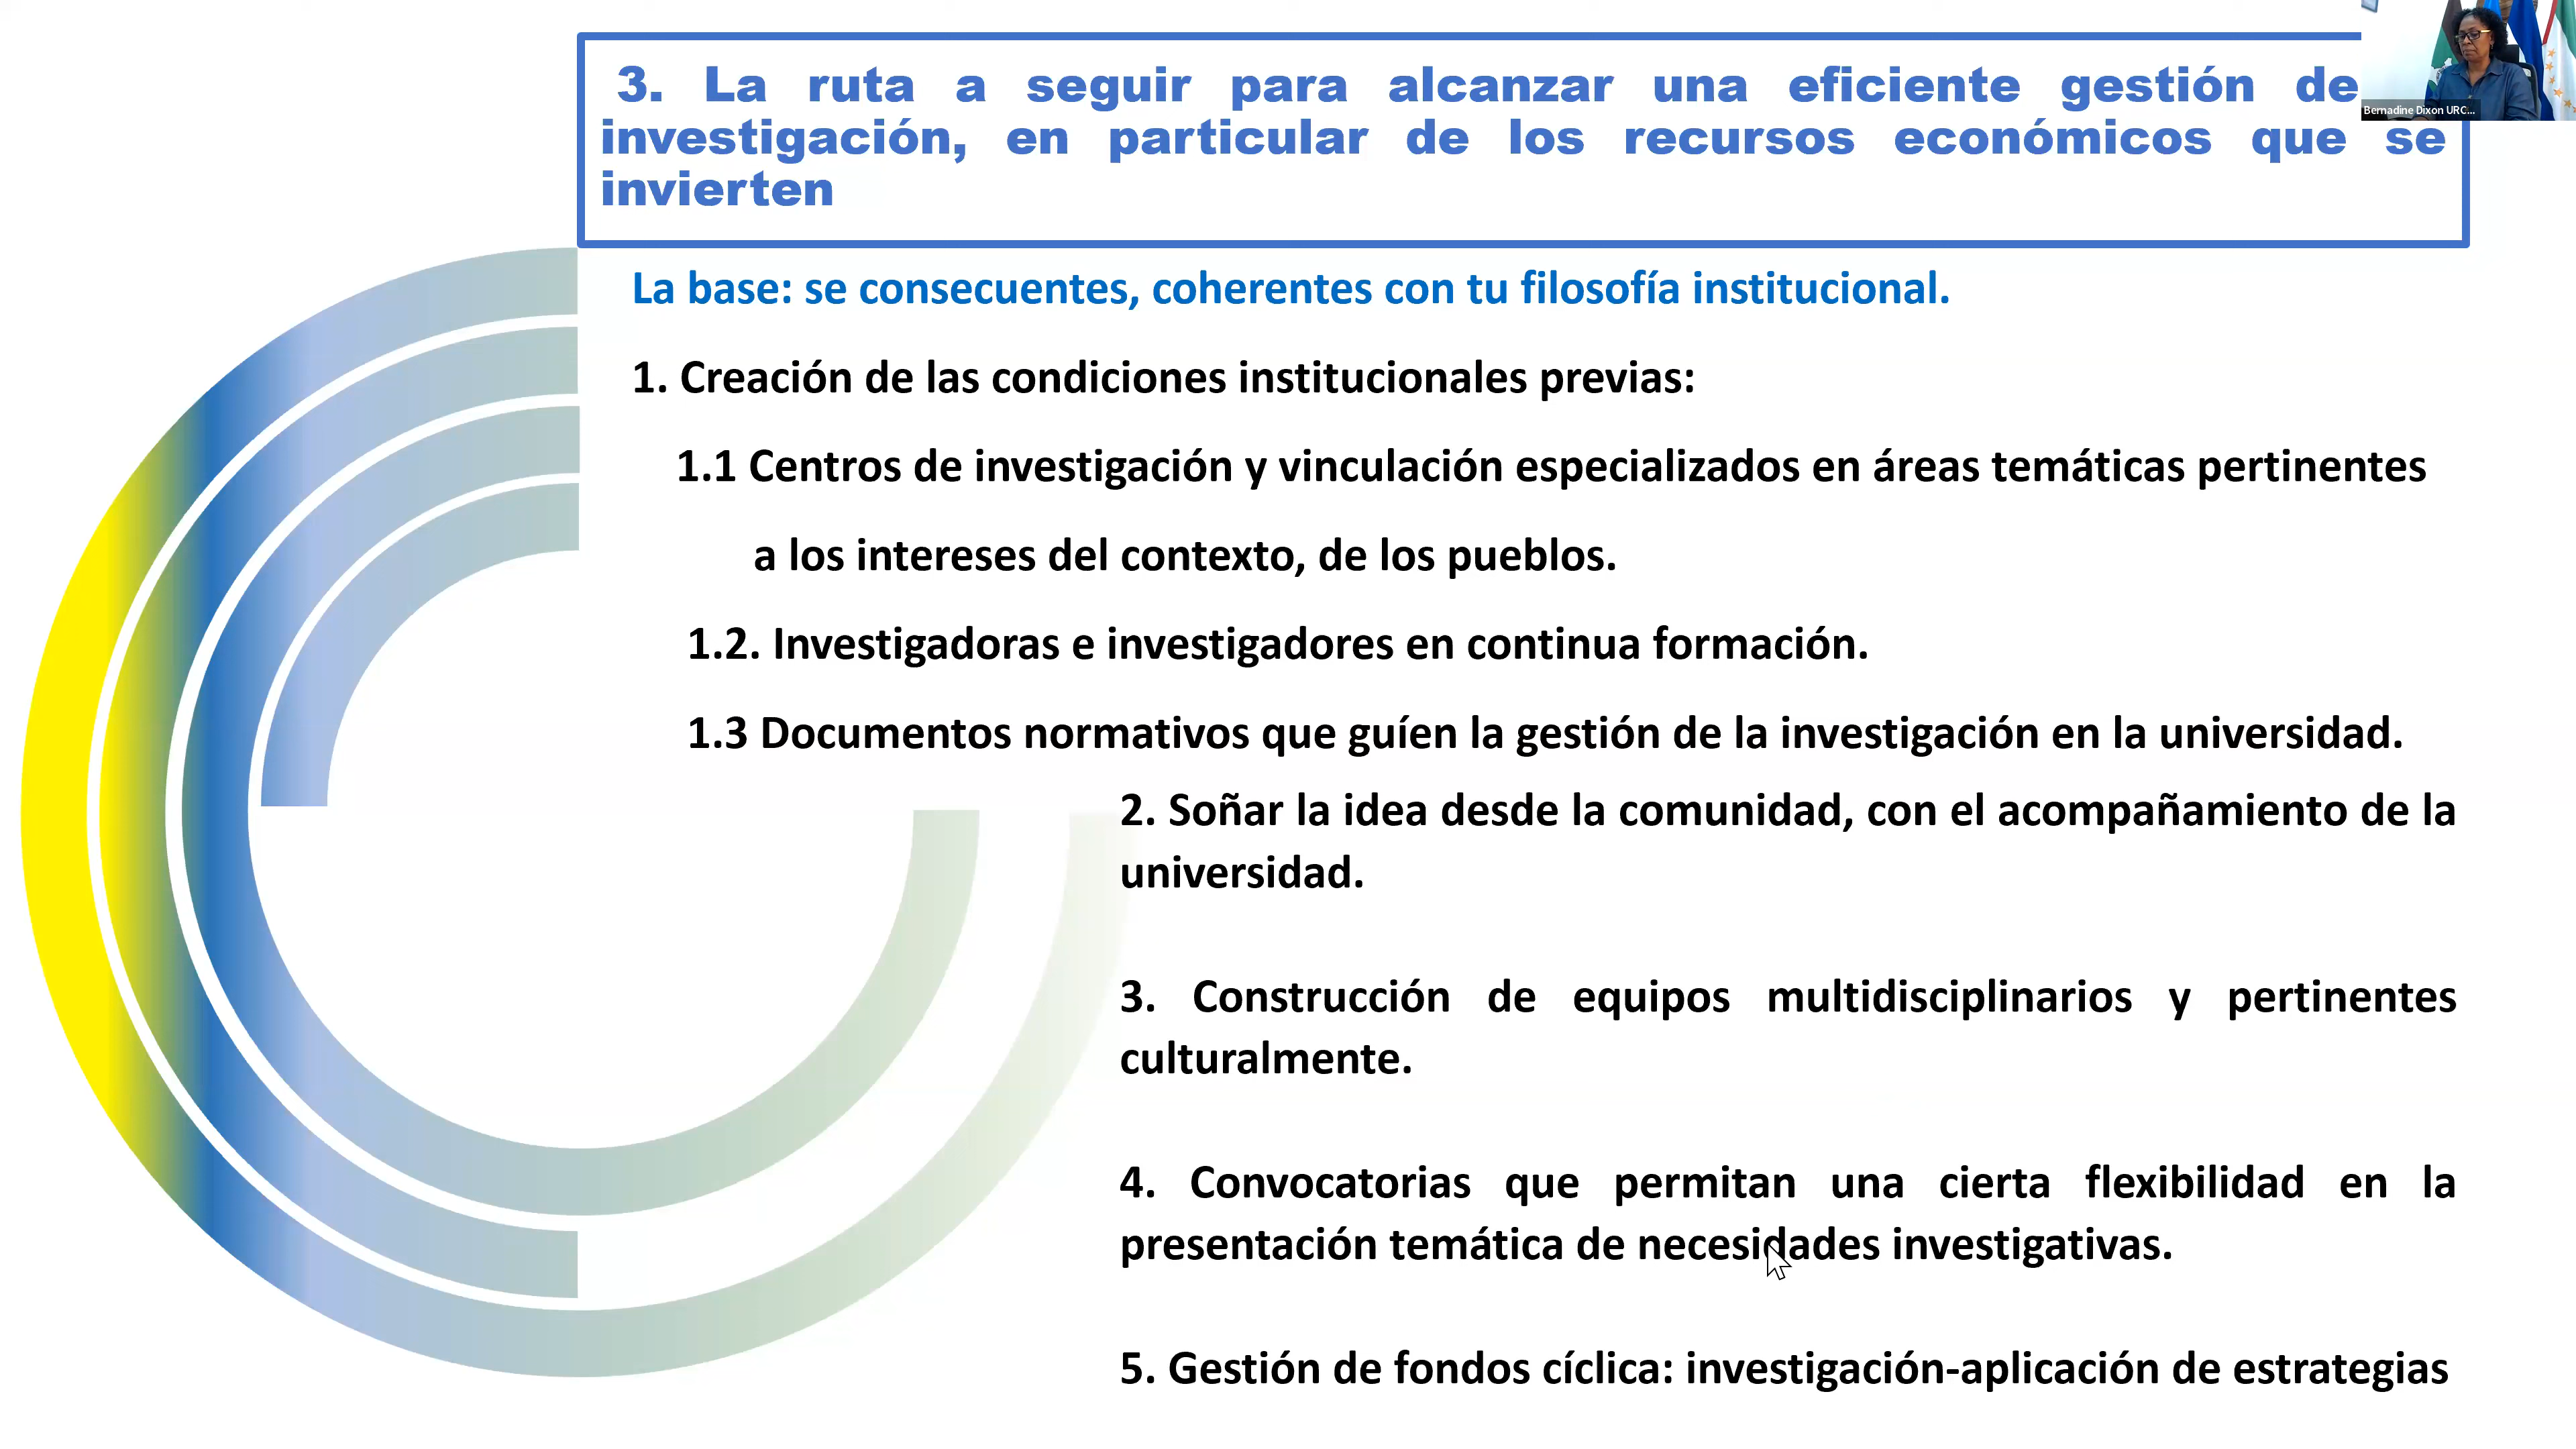 3. La ruta a seguir para alcanzar una eficiente gestión de
investigación, en particular de los recursos económicos que se
invierten
Bernadine Dixon URC...
La base: se consecuentes, coherentes con tu filosofía institucional.
1. Creación de las condiciones institucionales previas:
1.1 Centros de investigación y vinculación especializados en áreas temáticas pertinentes
a los intereses del contexto, de los pueblos.
1.2. Investigadoras e investigadores en continua formación.
1.3 Documentos normativos que guíen la gestión de la investigación en la universidad.
2. Soñar la idea desde la comunidad, con el acompañamiento de la
universidad.
3. Construcción de equipos multidisciplinarios y pertinentes
culturalmente.
4. Convocatorias que permitan una cierta flexibilidad en la
presentación temática de necesidades investigativas.
5. Gestión de fondos cíclica: investigación-aplicación de estrategias